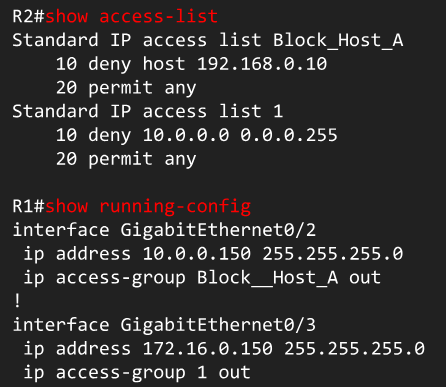 R2#show access-list
Standard IP access list Block_Host_A
    10 deny host 192.168.0.10
    20 permit any
Standard IP access list 1
    10 deny 10.0.0.0 0.0.0.255
    20 permit any

R1#show running-config
interface GigabitEthernet0/2
 ip address 10.0.0.150 255.255.255.0
 ip access-group Block__Host_A out
!
interface GigabitEthernet0/3
 ip address 172.16.0.150 255.255.255.0
 ip access-group 1 out